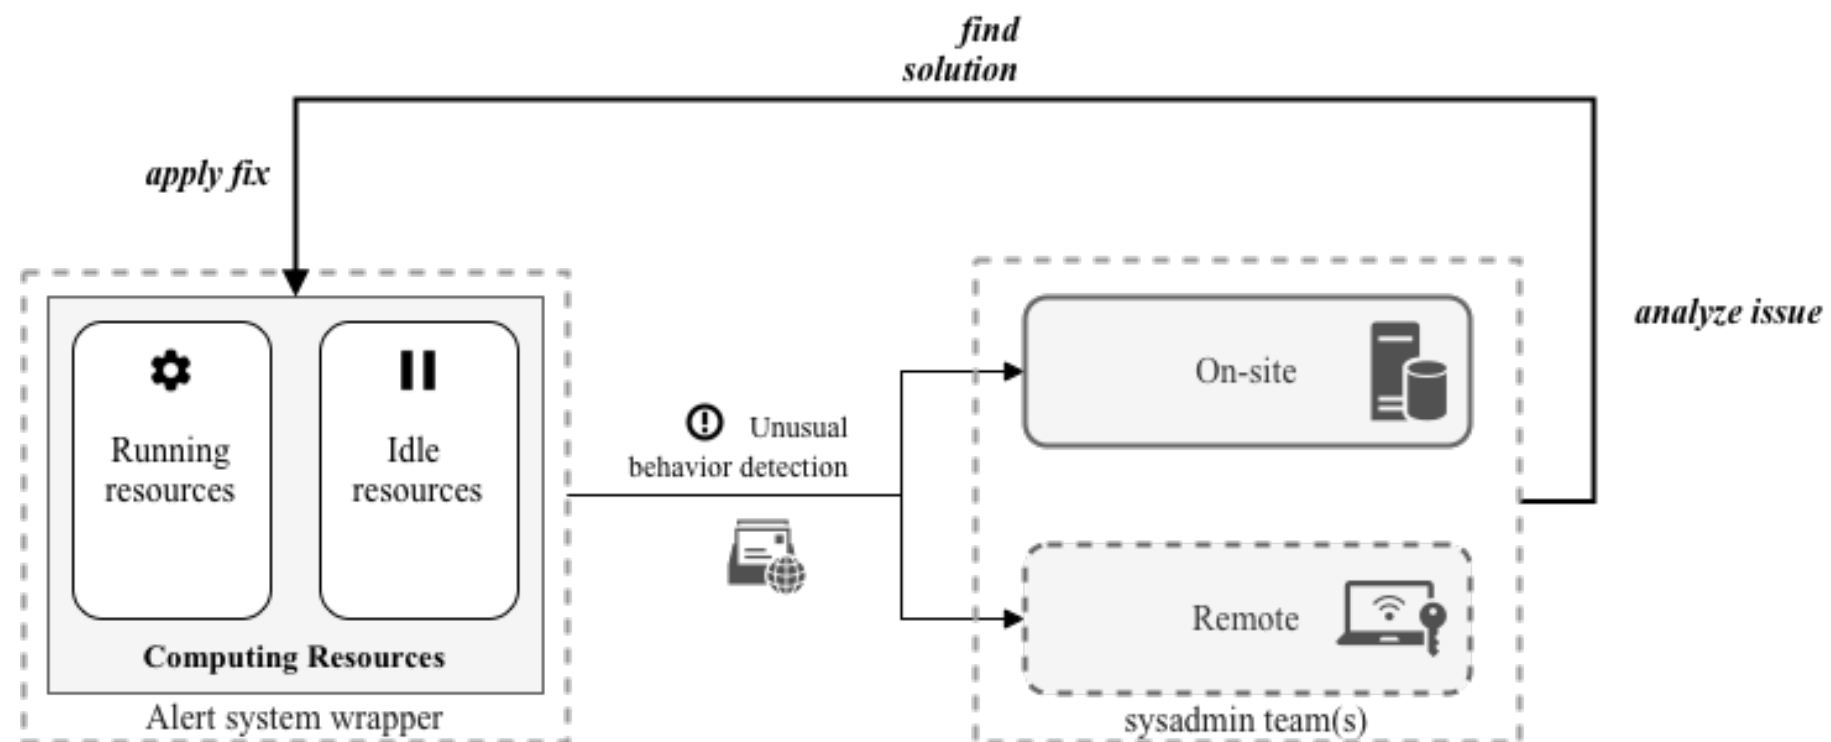 find
solution
apply fix
analyze issue
Running
resources
Idle
resources
Computing Resources
Alert system wrapper
Unusual
behavior detection
On-site
Remote
sysadmin team(s)